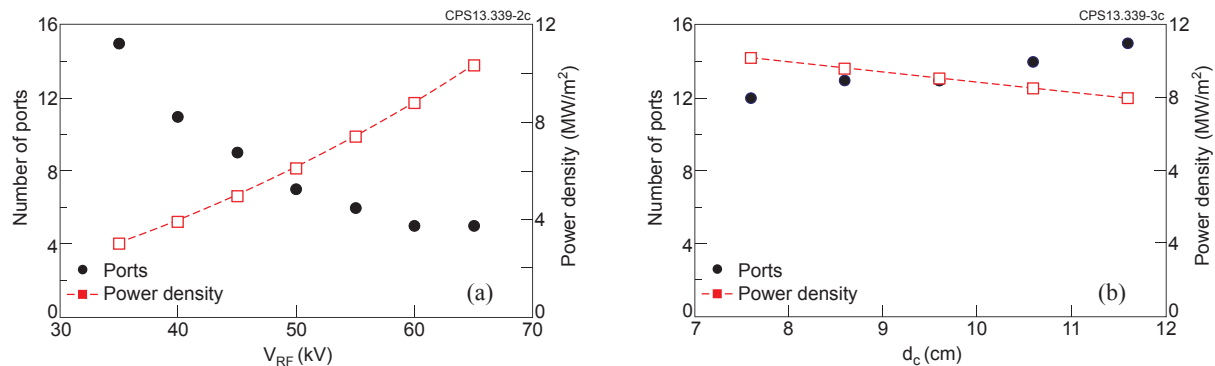 CPS13.339-2c
16
12
8
4
0
Number of ports
12
8
4
0
Power density (MW/m²)
Ports
Power density
(a)
30 40 50 60 70
V_RF (kV)
CPS13.339-3c
16
12
8
4
0
Number of ports
12
8
4
0
Power density (MW/m²)
Ports
Power density
(b)
7 8 9 10 11 12
d_c (cm)